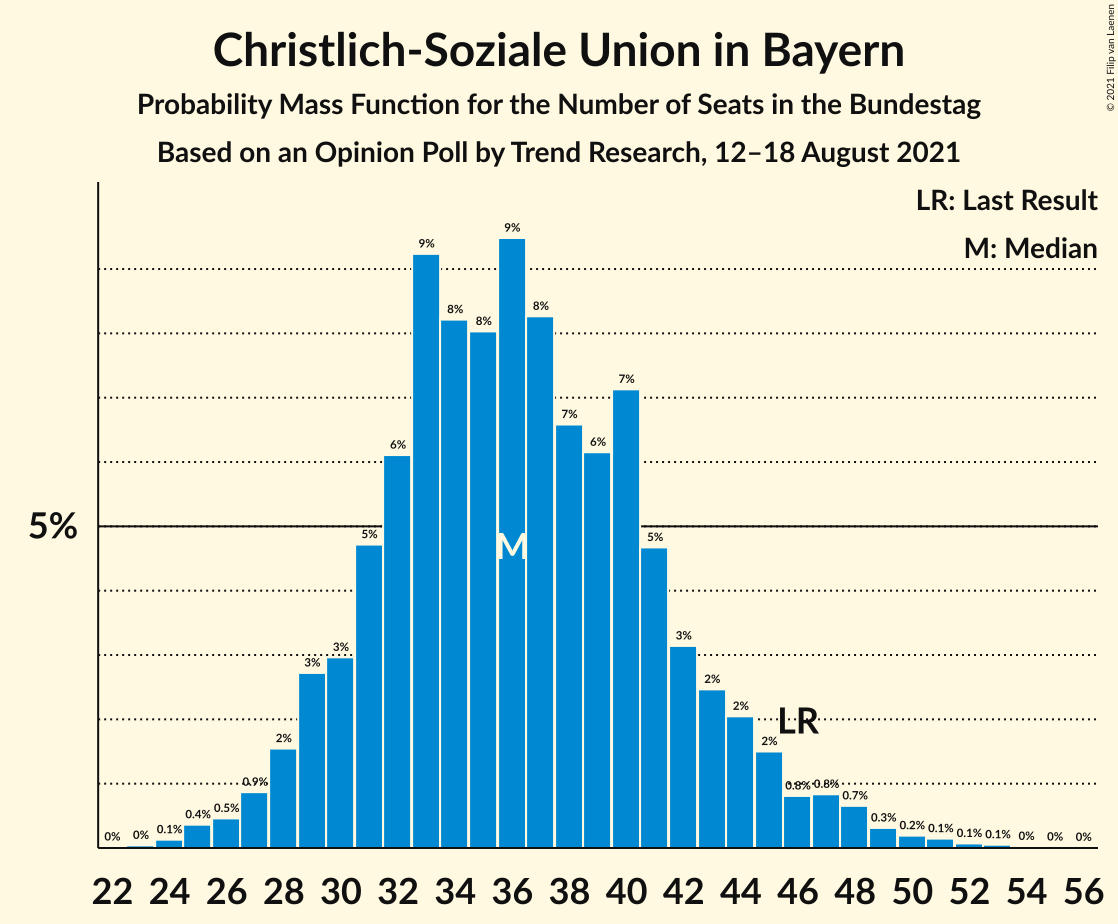 © 2021 Filip van Laenen
Christlich-Soziale Union in Bayern
Probability Mass Function for the Number of Seats in the Bundestag
Based on an Opinion Poll by Trend Research, 12–18 August 2021
LR: Last Result
M: Median
5%
0% 0% 0.1% 0.4% 0.5% 0.9% 2% 3% 3% 5% 6% 9% 8% 8% 9% 8% 7% 6% 7% 5% 3% 2% 2% 2% 0.8% 0.8% 0.7% 0.3% 0.2% 0.1% 0.1% 0.1% 0% 0% 0%
M
LR
22 24 26 28 30 32 34 36 38 40 42 44 46 48 50 52 54 56